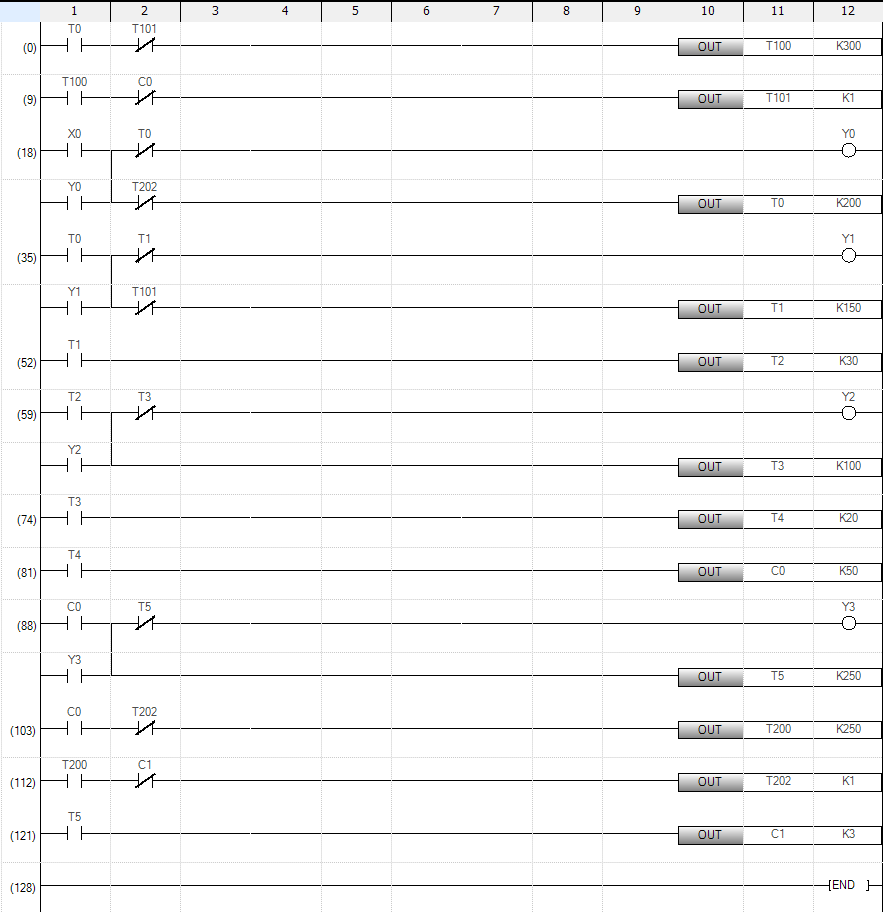 1 2 3 4 5 6 7 8 9 10 11 12
T0 T101
(0) OUT T100 K300
T100 C0
(9) OUT T101 K1
X0 T0 Y0
(18)
Y0 T202
OUT T0 K200
T0 T1 Y1
(35)
Y1 T101
OUT T1 K150
T1
(52) OUT T2 K30
T2 T3 Y2
(59)
Y2
OUT T3 K100
T3
(74) OUT T4 K20
T4
(81) OUT C0 K50
C0 T5 Y3
(88)
Y3
OUT T5 K250
C0 T202
(103) OUT T200 K250
T200 C1
(112) OUT T202 K1
T5
(121) OUT C1 K3
(128) [END ]